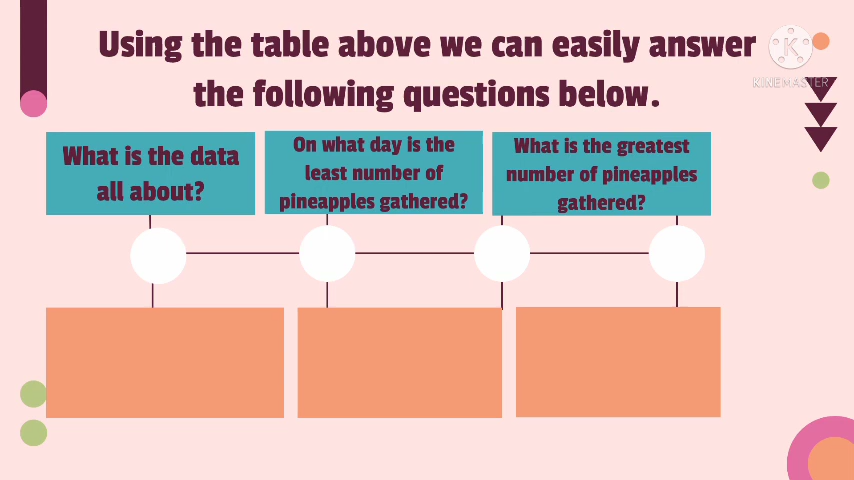 Using the table above we can easily answer
the following questions below.
K
KINEMASTER
What is the data
all about?
On what day is the
least number of
pineapples gathered?
What is the greatest
number of pineapples
gathered?